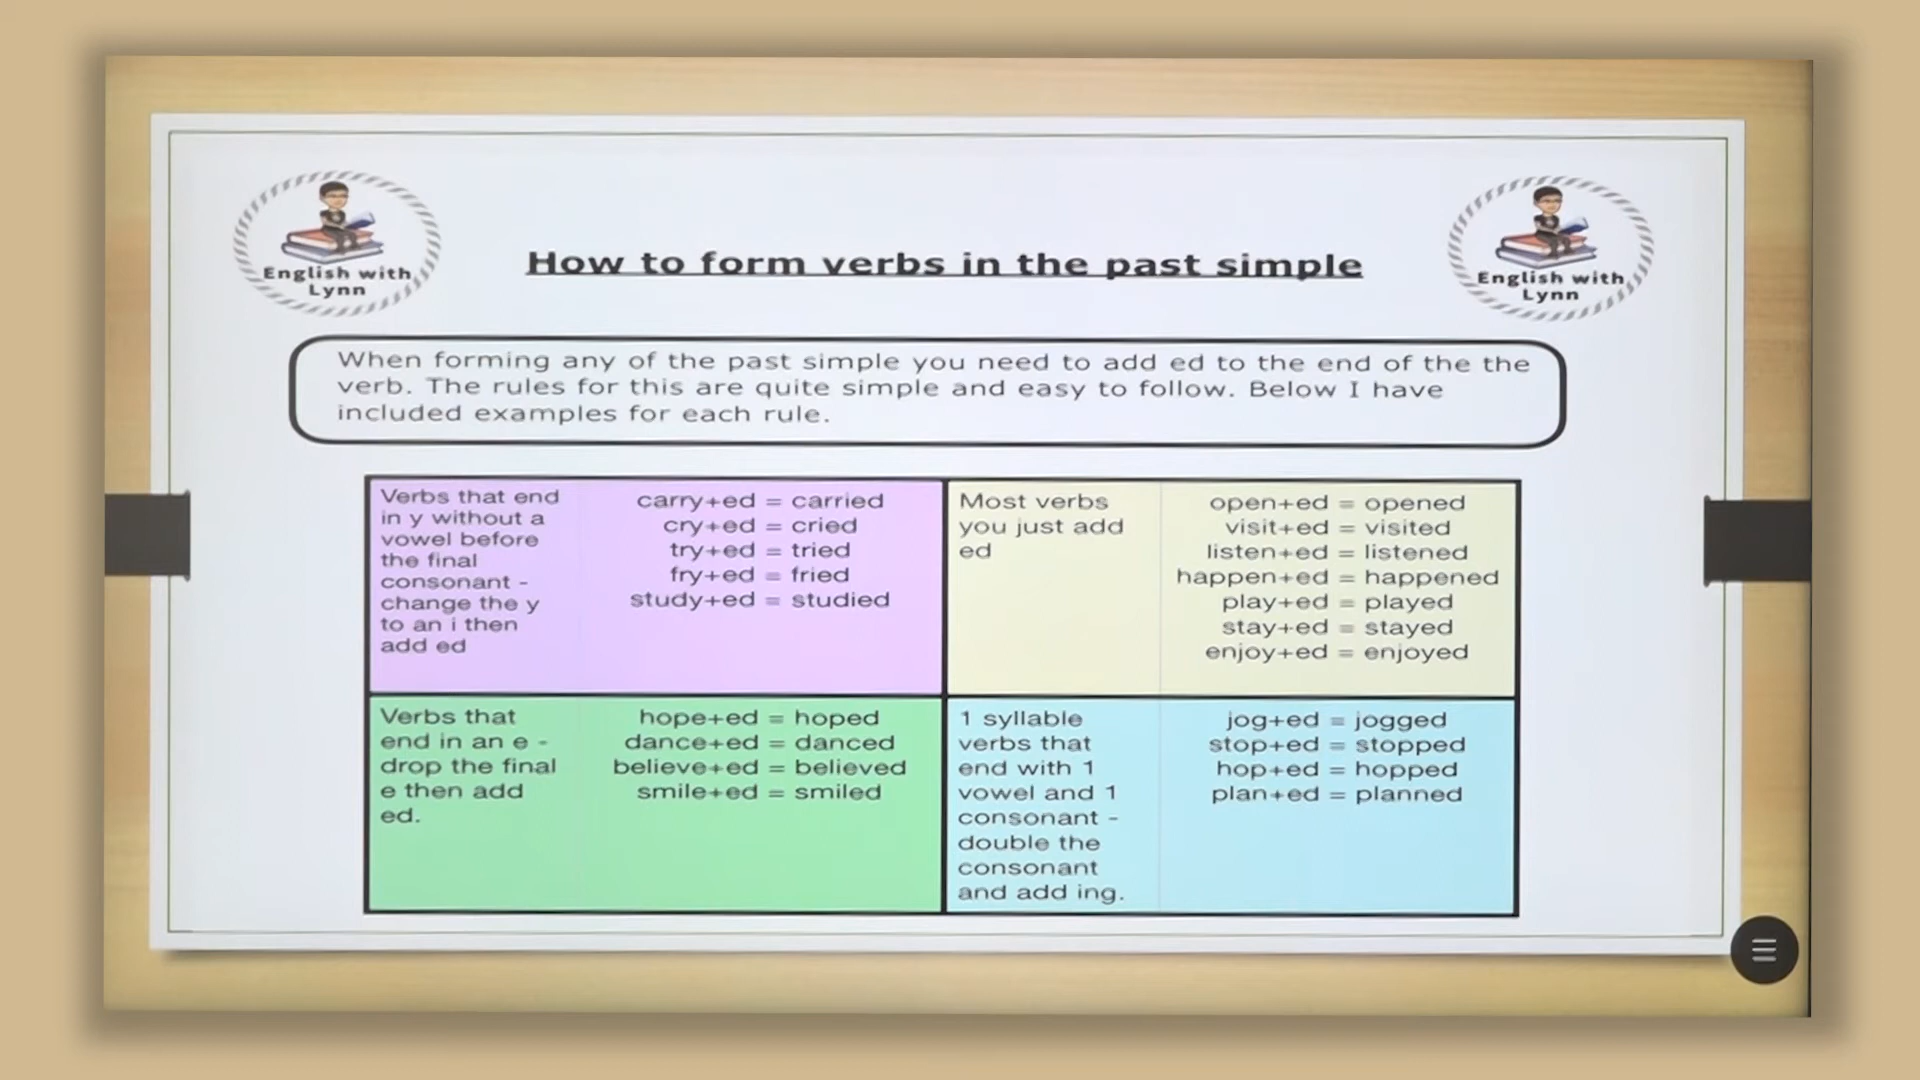 English with
Lynn
How to form verbs in the past simple
English with
Lynn
When forming any of the past simple you need to add ed to the end of the the
verb. The rules for this are quite simple and easy to follow. Below I have
included examples for each rule.
Verbs that end
in y without a
vowel before
the final
consonant -
change the y
to an i then
add ed
carry+ed = carried
cry+ed = cried
try+ed = tried
fry+ed = fried
study+ed = studied
Most verbs
you just add
ed
open+ed = opened
visit+ed = visited
listen+ed = listened
happen+ed = happened
play+ed = played
stay+ed = stayed
enjoy+ed = enjoyed
Verbs that
end in an e -
drop the final
e then add
ed.
hope+ed = hoped
dance+ed = danced
believe+ed = believed
smile+ed = smiled
1 syllable
verbs that
end with 1
vowel and 1
consonant -
double the
consonant
and add ing.
jog+ed = jogged
stop+ed = stopped
hop+ed = hopped
plan+ed = planned